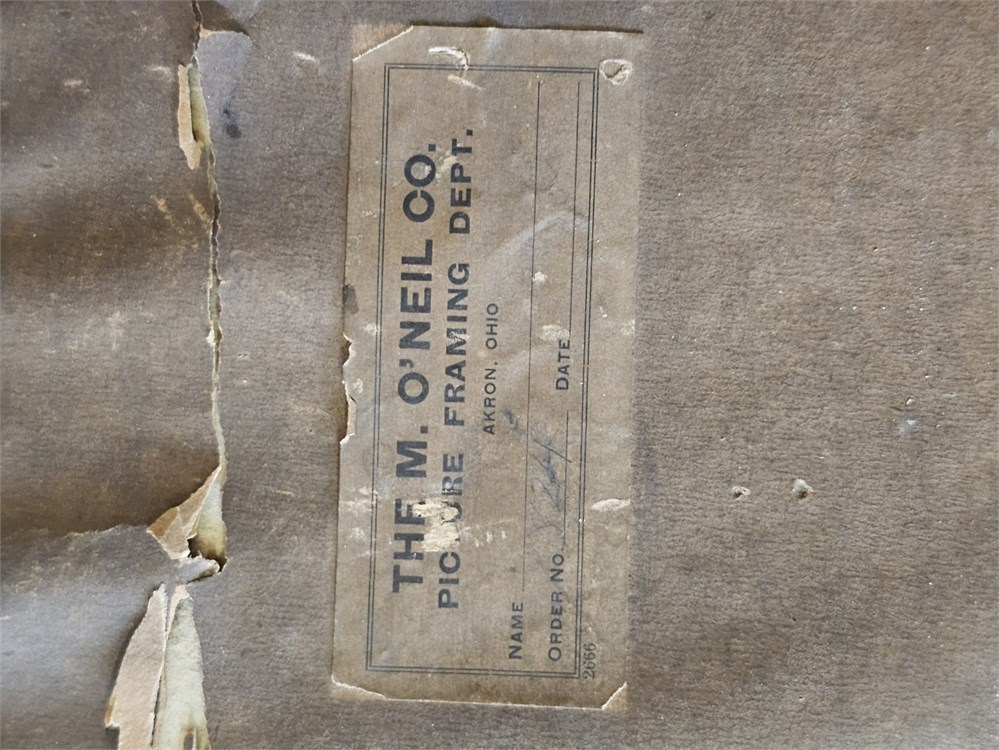 THE M. O'NEIL CO.
PICTURE FRAMING DEPT.
AKRON, OHIO
NAME
ORDER NO. DATE
2666